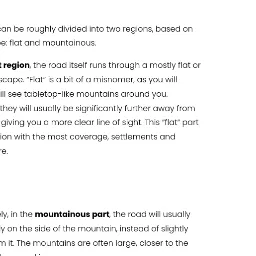 can be roughly divided into two regions, based on
e: flat and mountainous.
t region, the road itself runs through a mostly flat or
scape. "Flat" is a bit of a misnomer, as you will
ill see tabletop-like mountains around you.
they will usually be significantly further away from
giving you a more clear line of sight. This "flat" part
ion with the most coverage, settlements and
e.
ly, in the mountainous part, the road will usually
y on the side of the mountain, instead of slightly
m it. The mountains are often large, closer to the